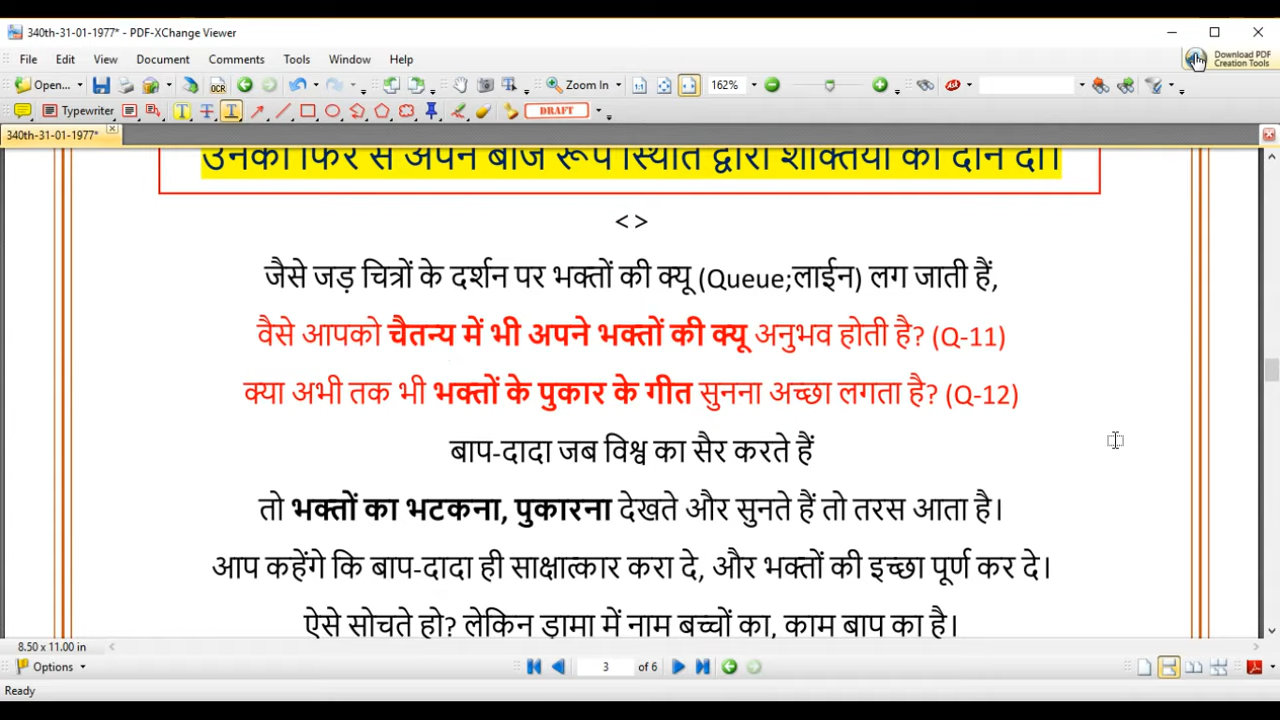 340th-31-01-1977* - PDF-XChange Viewer
File Edit View Document Comments Tools Window Help
Download PDF Creation Tools
Open... OCR Zoom In 162%
Typewriter DRAFT
340th-31-01-1977*
उनको फिर से अपने बीज रूप स्थिति द्वारा शक्तियों का दान दो।
<>
जैसे जड़ चित्रों के दर्शन पर भक्तों की क्यू (Queue;लाईन) लग जाती हैं,
वैसे आपको चैतन्य में भी अपने भक्तों की क्यू अनुभव होती है? (Q-11)
क्या अभी तक भी भक्तों के पुकार के गीत सुनना अच्छा लगता है? (Q-12)
बाप-दादा जब विश्व का सैर करते हैं
तो भक्तों का भटकना, पुकारना देखते और सुनते हैं तो तरस आता है।
आप कहेंगे कि बाप-दादा ही साक्षात्कार करा दे, और भक्तों की इच्छा पूर्ण कर दे।
ऐसे सोचते हो? लेकिन ड्रामा में नाम बच्चों का, काम बाप का है।
8.50 x 11.00 in
Options 3 of 6
Ready